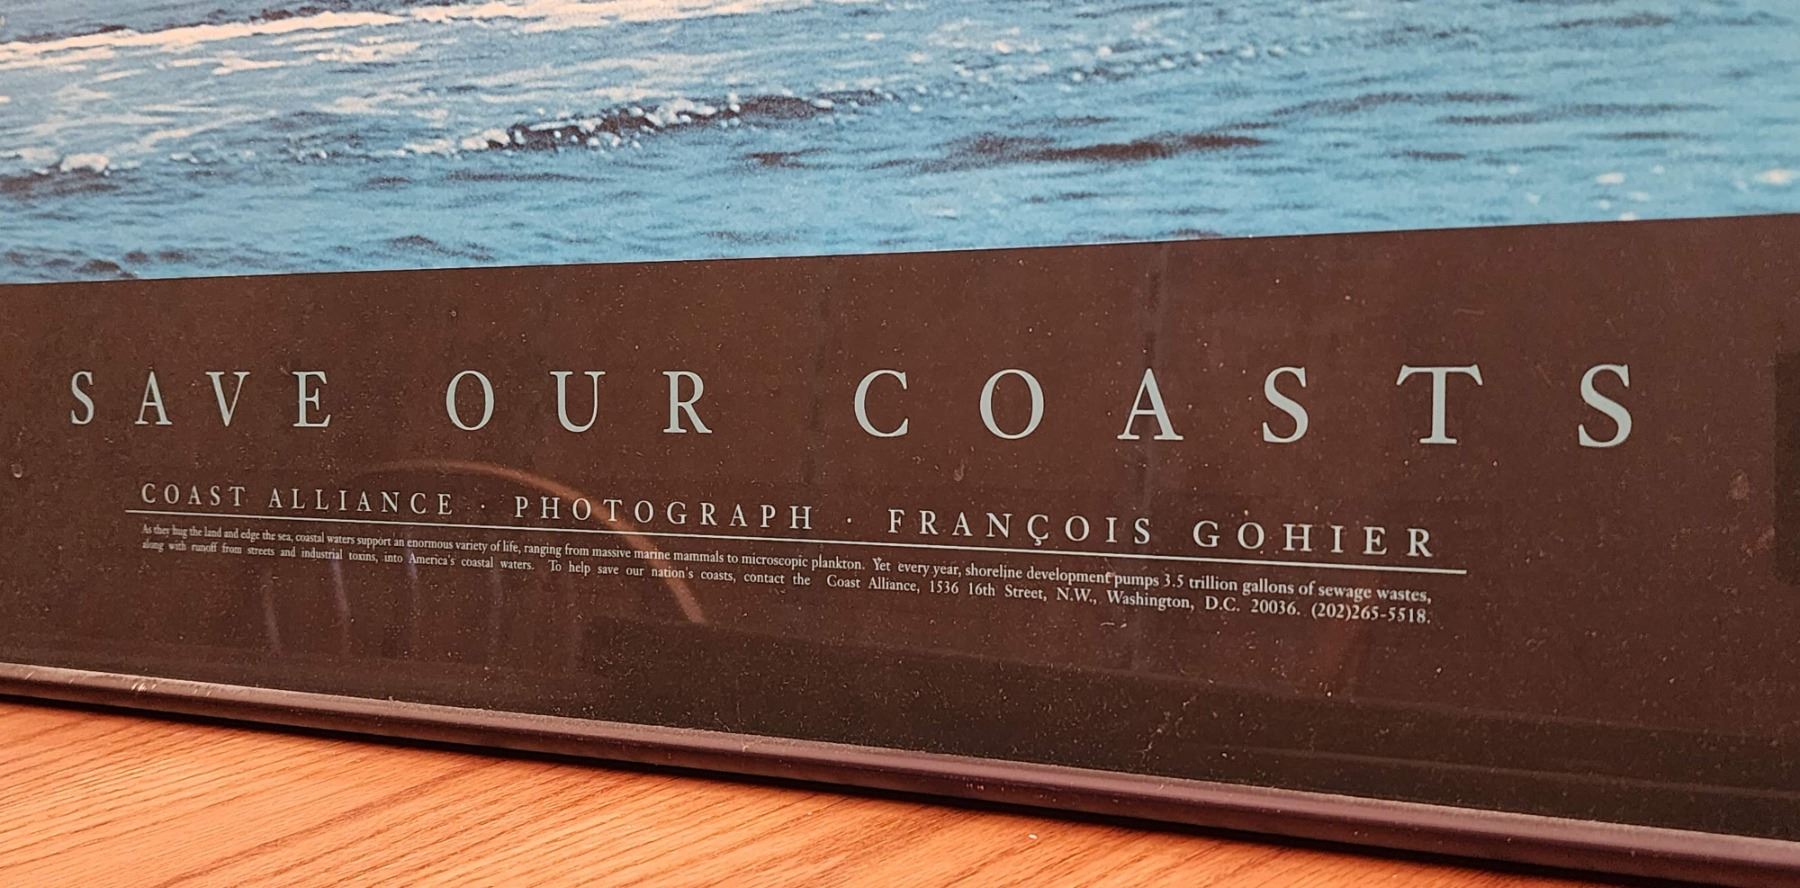 SAVE OUR COASTS
COAST ALLIANCE · PHOTOGRAPH · FRANÇOIS GOHIER
As they hug the land and edge the sea, coastal waters support an enormous variety of life, ranging from massive marine mammals to microscopic plankton. Yet every year, shoreline development pumps 3.5 trillion gallons of sewage wastes,
along with runoff from streets and industrial toxins, into America's coastal waters. To help save our nation's coasts, contact the Coast Alliance, 1536 16th Street, N.W., Washington, D.C. 20036. (202)265-5518.